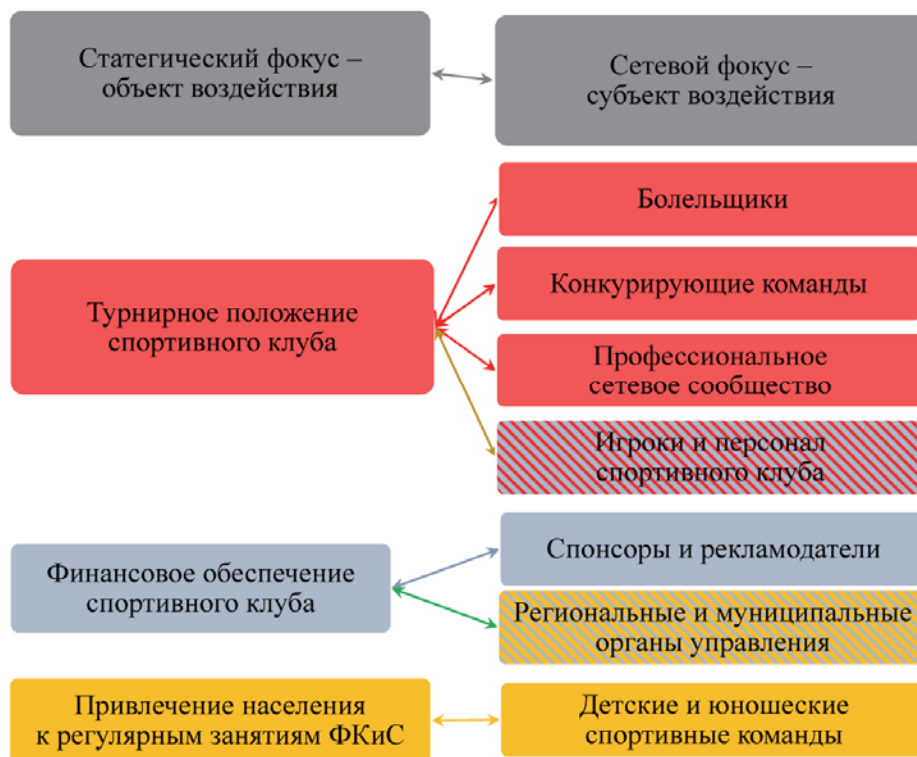 Статегический фокус –
объект воздействия
Сетевой фокус –
субъект воздействия
Турнирное положение
спортивного клуба
Болельщики
Конкурирующие команды
Профессиональное
сетевое сообщество
Игроки и персонал
спортивного клуба
Финансовое обеспечение
спортивного клуба
Спонсоры и рекламодатели
Региональные и муниципальные
органы управления
Привлечение населения
к регулярным занятиям ФКиС
Детские и юношеские
спортивные команды